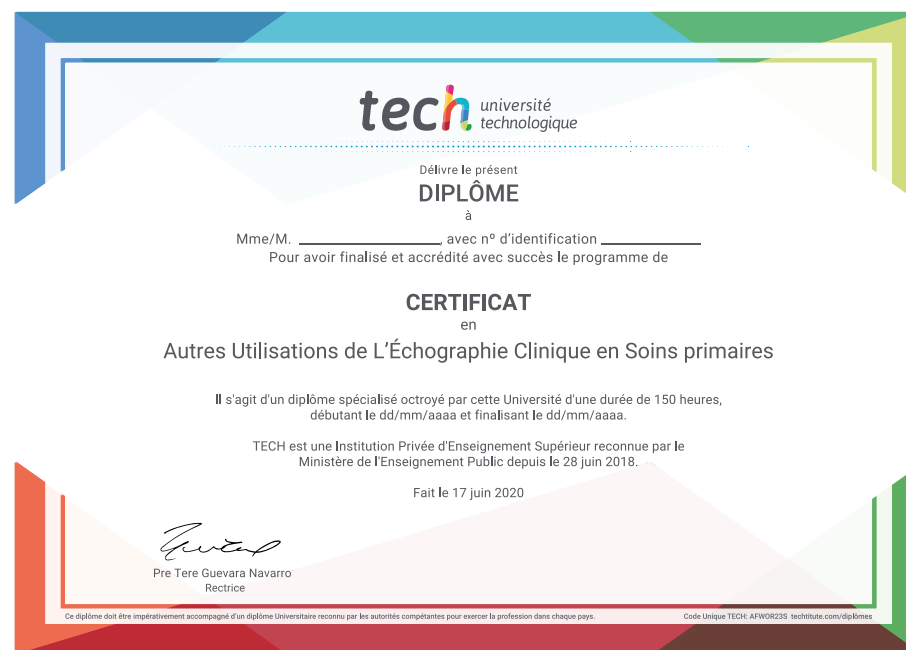 tech université
technologique
Délivre le présent
DIPLÔME
à
Mme/M. ____________________, avec nº d'identification ______________
Pour avoir finalisé et accrédité avec succès le programme de
CERTIFICAT
en
Autres Utilisations de L'Échographie Clinique en Soins primaires
Il s'agit d'un diplôme spécialisé octroyé par cette Université d'une durée de 150 heures,
débutant le dd/mm/aaaa et finalisant le dd/mm/aaaa.
TECH est une Institution Privée d'Enseignement Supérieur reconnue par le
Ministère de l'Enseignement Public depuis le 28 juin 2018.
Fait le 17 juin 2020
Pre Tere Guevara Navarro
Rectrice
Ce diplôme doit être impérativement accompagné d'un diplôme Universitaire reconnu par les autorités compétentes pour exercer la profession dans chaque pays.
Code Unique TECH: AFWOR23S techtitute.com/diplômes